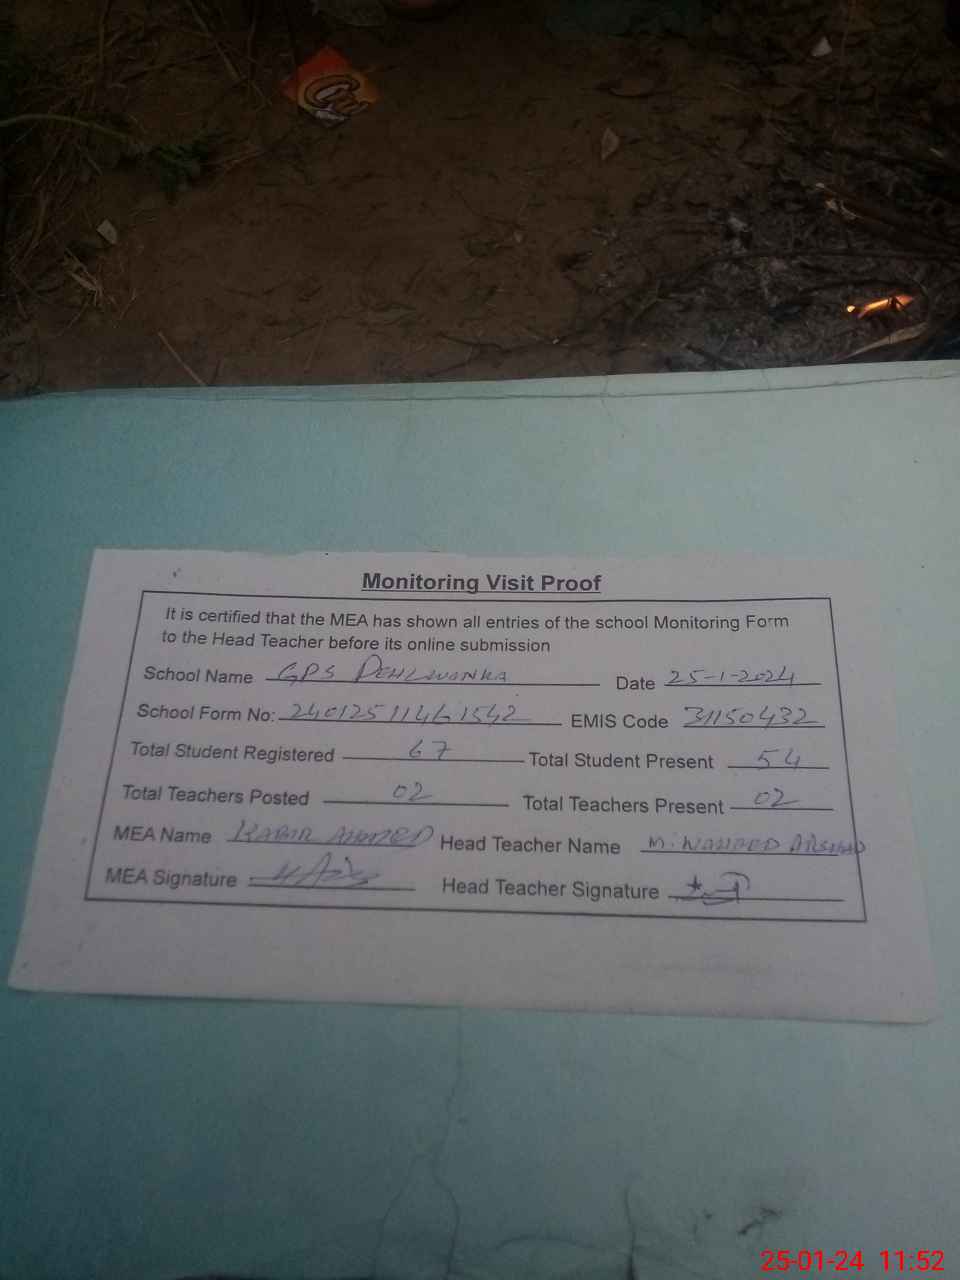 Monitoring Visit Proof
It is certified that the MEA has shown all entries of the school Monitoring Form
to the Head Teacher before its online submission
School Name GPS Date 25-1-2024
School Form No: 24012511461542 EMIS Code 31150432
Total Student Registered 67 Total Student Present 54
Total Teachers Posted 02 Total Teachers Present 02
MEA Name KABIR AHMED Head Teacher Name M. WAHEED ARSHAD
MEA Signature Head Teacher Signature
25-01-24 11:52